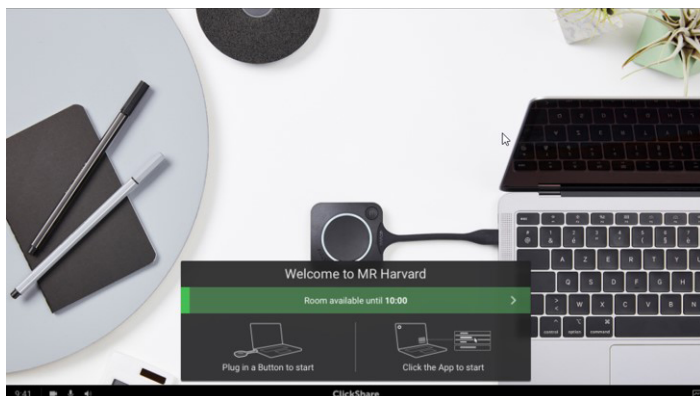 Welcome to MR Harvard
Room available until 10:00
Plug in a Button to start
Click the App to start
9:41
ClickShare